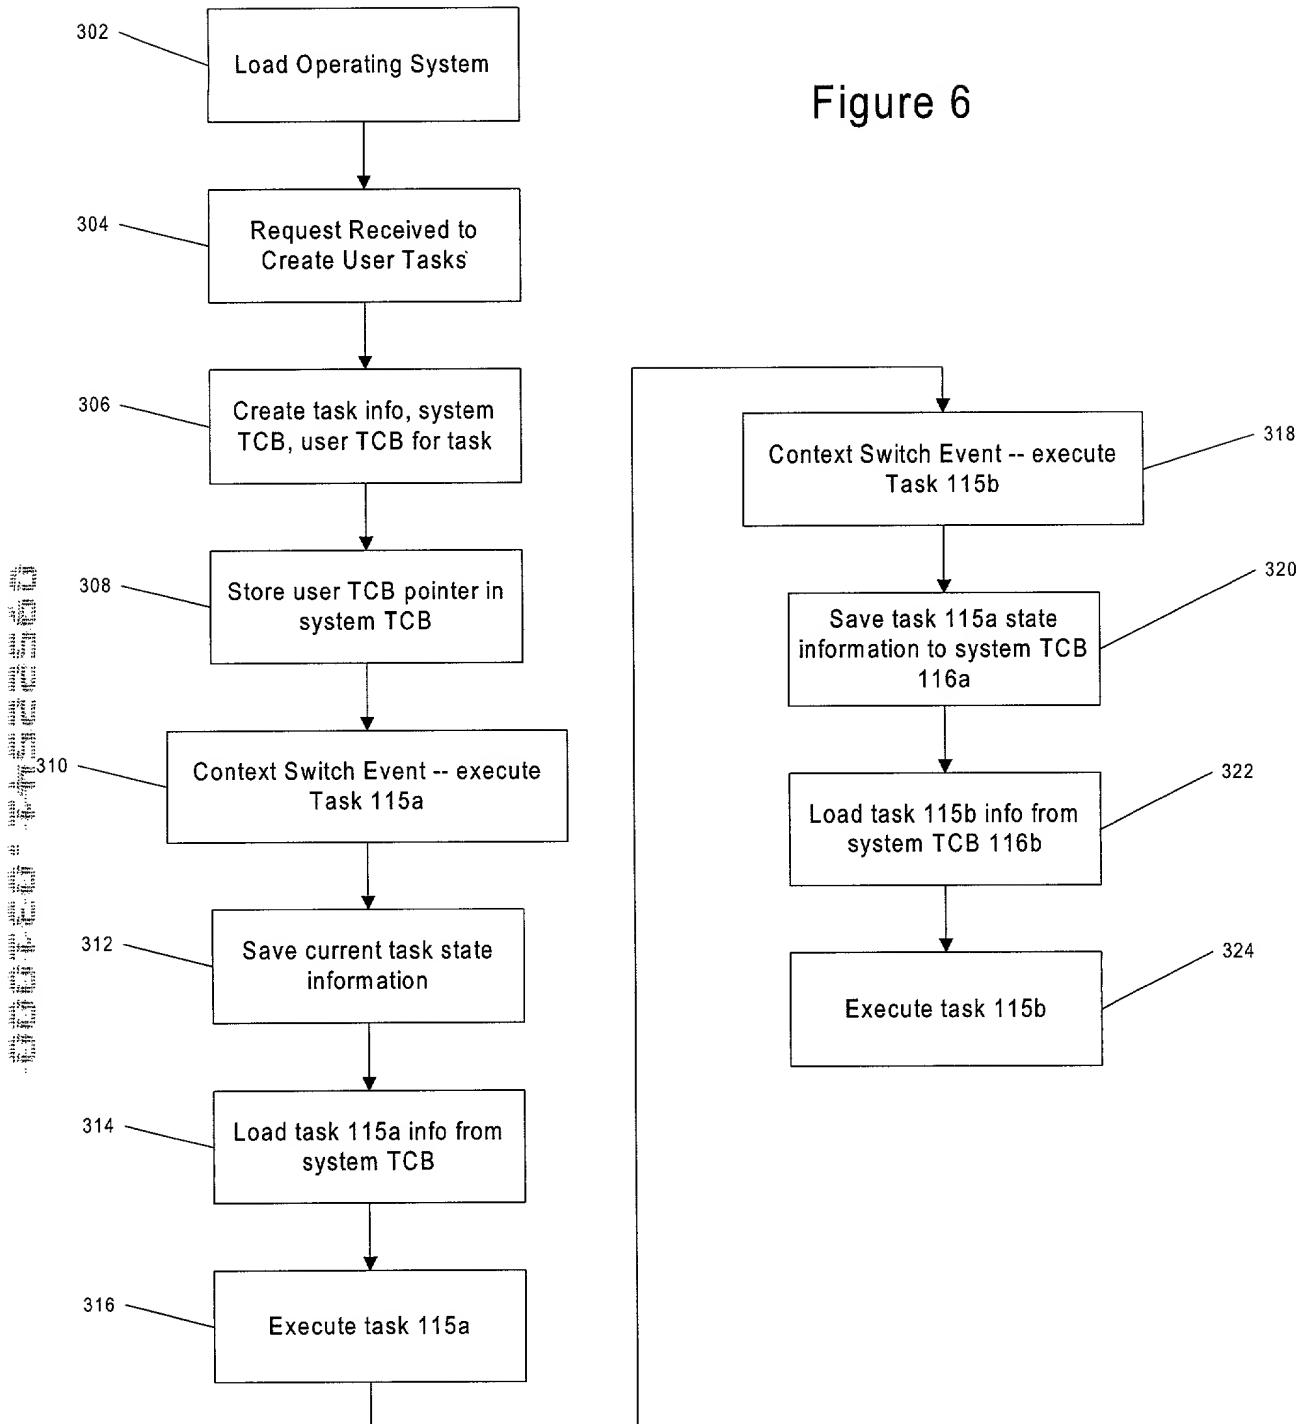 Figure 6
302
Load Operating System
304
Request Received to
Create User Tasks
306
Create task info, system
TCB, user TCB for task
308
Store user TCB pointer in
system TCB
310
Context Switch Event -- execute
Task 115a
312
Save current task state
information
314
Load task 115a info from
system TCB
316
Execute task 115a
318
Context Switch Event -- execute
Task 115b
320
Save task 115a state
information to system TCB
116a
322
Load task 115b info from
system TCB 116b
324
Execute task 115b